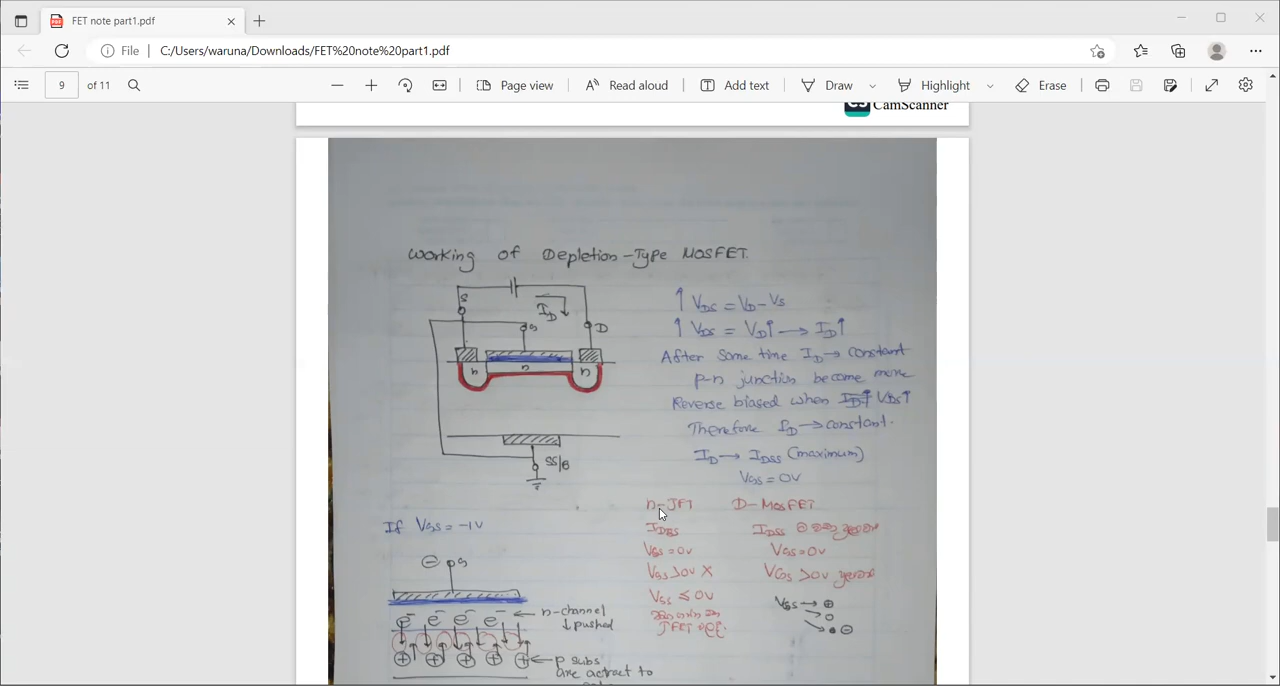 FET note part1.pdf
File
C:/Users/waruna/Downloads/FET%20note%20part1.pdf
9 of 11
Page view
Read aloud
Add text
Draw
Highlight
Erase
CamScanner
Working of Depletion-Type MOSFET.
S
ID
G
D
n n n
SS/B
↑ VDS = VD - VS
↑ VDS = VD↑ → ID↑
After some time ID → constant
p-n junction become more
Reverse biased when VDS↑
Therefore ID → constant.
ID → IDSS (maximum)
VGS = 0V
n-JFT D-MOSFET
IDSS IDSS
VGS = 0V VGS = 0V
VGS > 0V X VGS > 0V
VGS ≤ 0V
JFET
VGS → ⊕
If VGS = -1V
⊖ G
e- e- e- e- ← n-channel
↓ pushed
+ + + + + ← p subs
are attract to